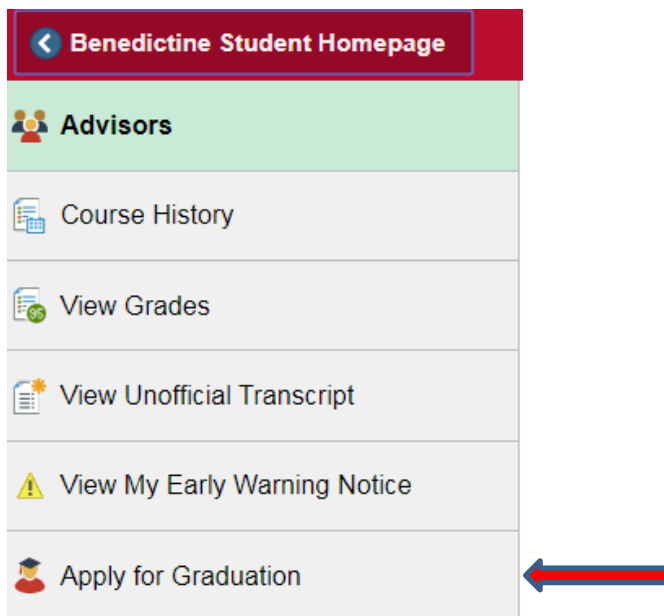 Benedictine Student Homepage
Advisors
Course History
95
View Grades
View Unofficial Transcript
View My Early Warning Notice
Apply for Graduation